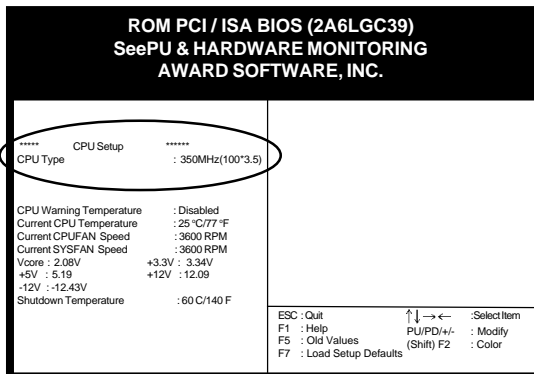 ROM PCI / ISA BIOS (2A6LGC39)
SeePU & HARDWARE MONITORING
AWARD SOFTWARE, INC.
***** CPU Setup ******
CPU Type : 350MHz(100*3.5)
CPU Warning Temperature : Disabled
Current CPU Temperature : 25 °C/77 °F
Current CPUFAN Speed : 3600 RPM
Current SYSFAN Speed : 3600 RPM
Vcore : 2.08V +3.3V : 3.34V
+5V : 5.19 +12V : 12.09
-12V : -12.43V
Shutdown Temperature : 60 C/140 F
ESC : Quit ↑↓→← :Select Item
F1 : Help PU/PD/+/- : Modify
F5 : Old Values (Shift) F2 : Color
F7 : Load Setup Defaults